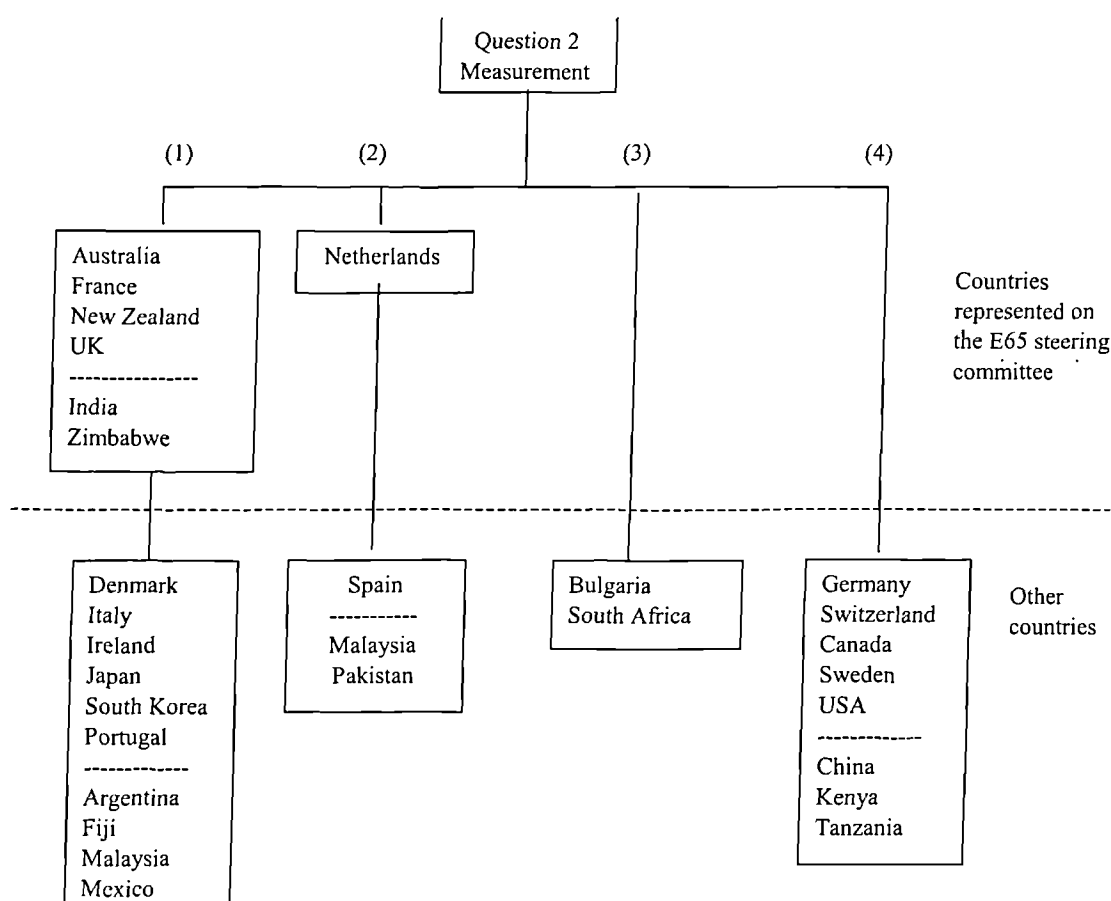 Question 2
Measurement
(1)
(2)
(3)
(4)
Australia
France
New Zealand
UK
---------------
India
Zimbabwe
Netherlands
Countries
represented on
the E65 steering
committee
Denmark
Italy
Ireland
Japan
South Korea
Portugal
------------
Argentina
Fiji
Malaysia
Mexico
Spain
-----------
Malaysia
Pakistan
Bulgaria
South Africa
Germany
Switzerland
Canada
Sweden
USA
------------
China
Kenya
Tanzania
Other
countries